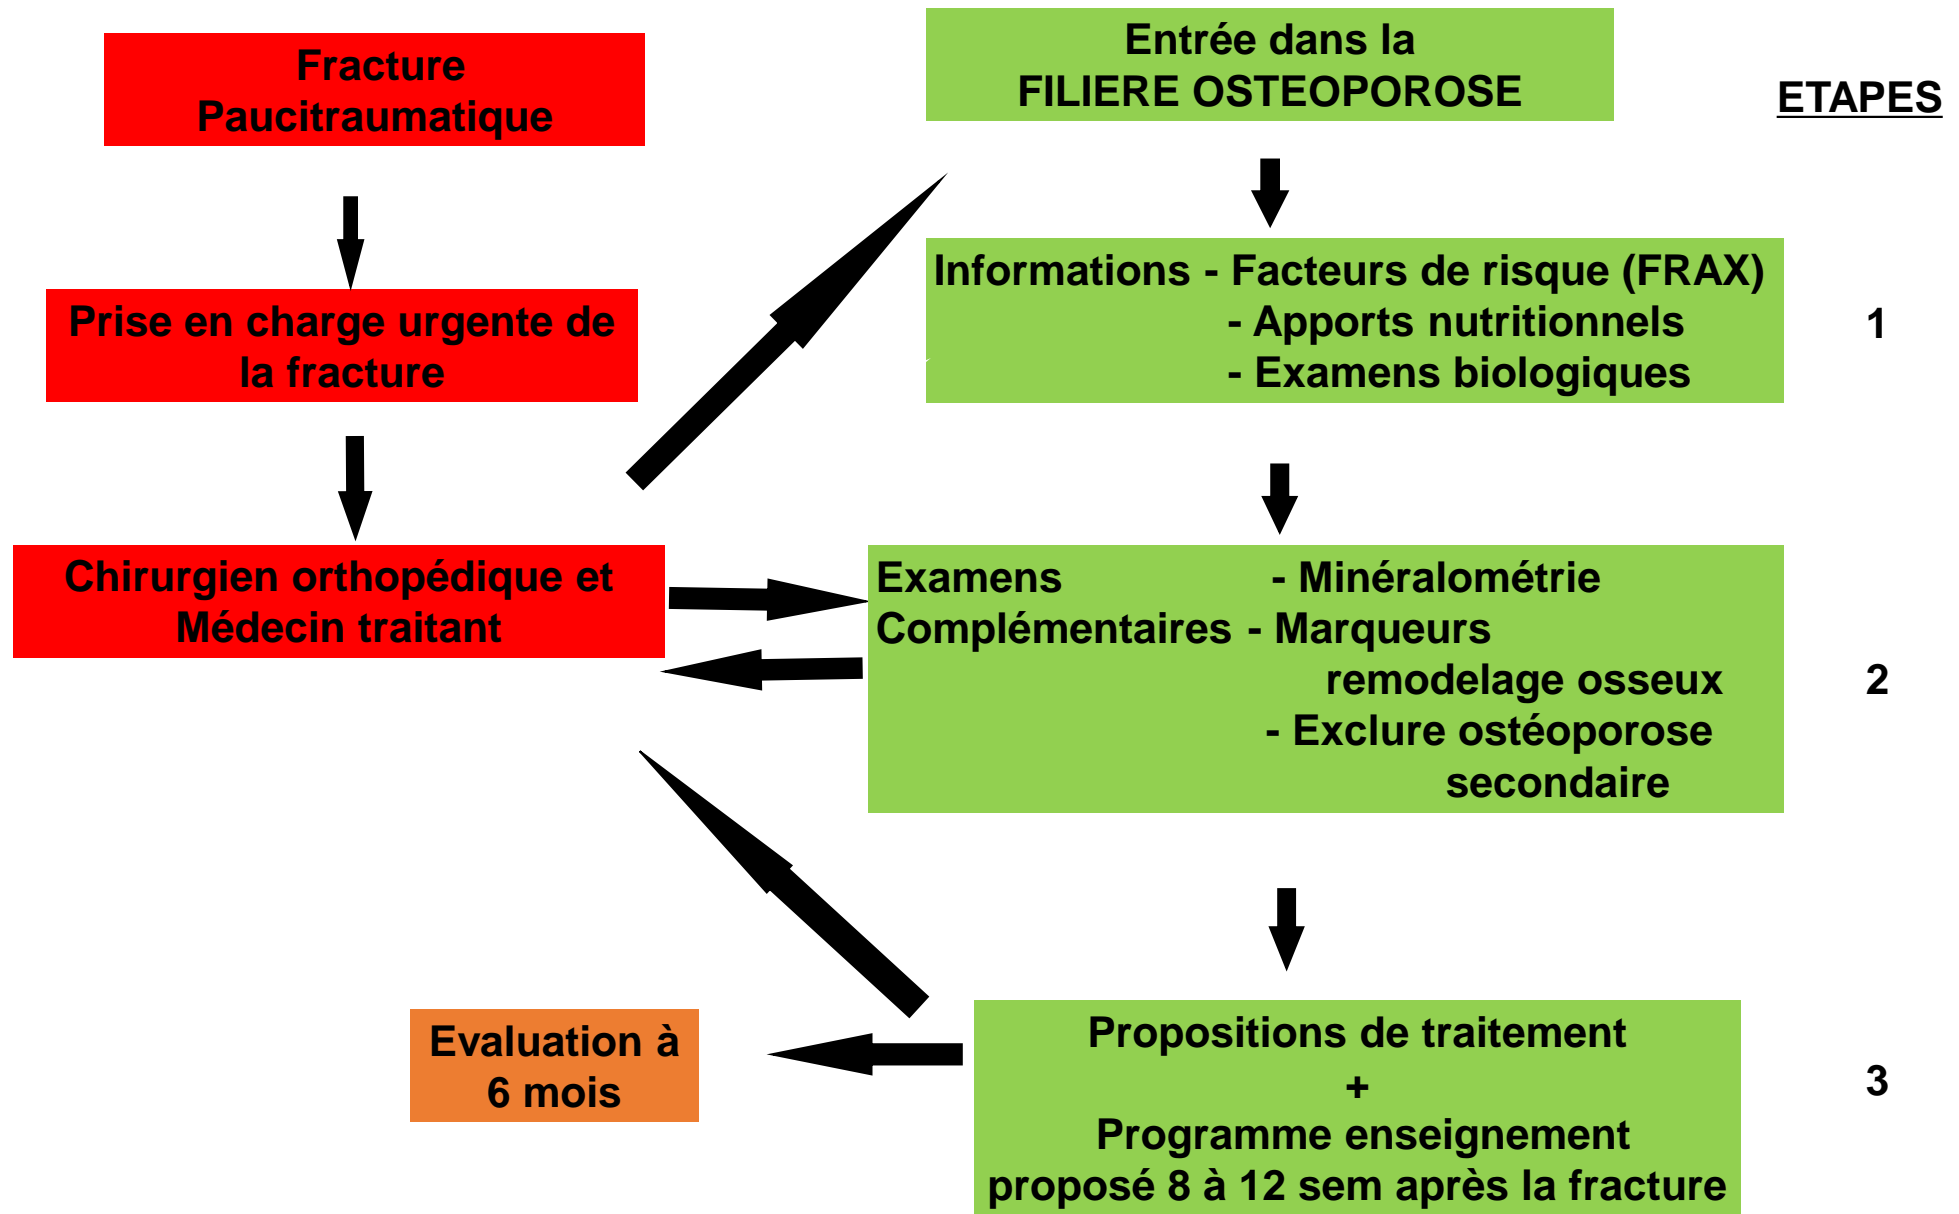 Fracture
Paucitraumatique
Prise en charge urgente de
la fracture
Chirurgien orthopédique et
Médecin traitant
Entrée dans la
FILIERE OSTEOPOROSE
ETAPES
Informations - Facteurs de risque (FRAX)
- Apports nutritionnels
- Examens biologiques
1
Examens - Minéralométrie
Complémentaires - Marqueurs
remodelage osseux
- Exclure ostéoporose
secondaire
2
Propositions de traitement
+
Programme enseignement
proposé 8 à 12 sem après la fracture
3
Evaluation à
6 mois